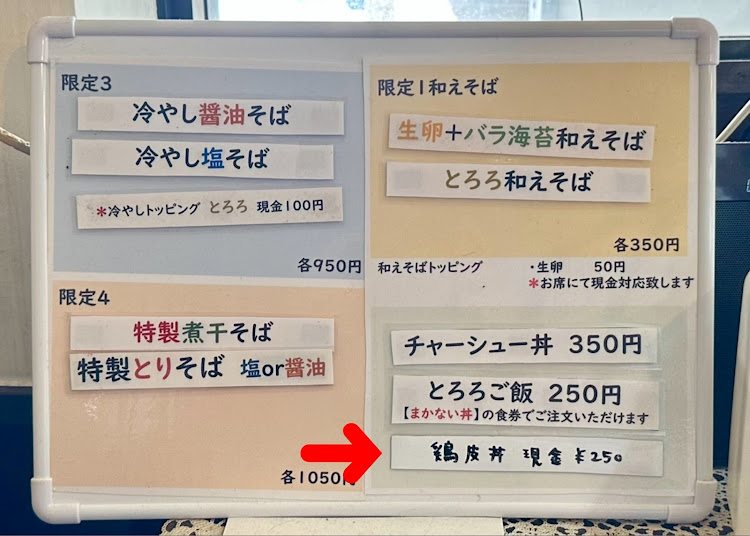 限定3
冷やし醤油そば
冷やし塩そば
*冷やしトッピング とろろ 現金100円
各950円
限定4
特製煮干そば
特製とりそば 塩or醤油
各1050円
限定1和えそば
生卵+バラ海苔和えそば
とろろ和えそば
各350円
和えそばトッピング ・生卵 50円
*お席にて現金対応致します
チャーシュー丼 350円
とろろご飯 250円
【まかない丼】の食券でご注文いただけます
鶏皮丼 現金 ¥250